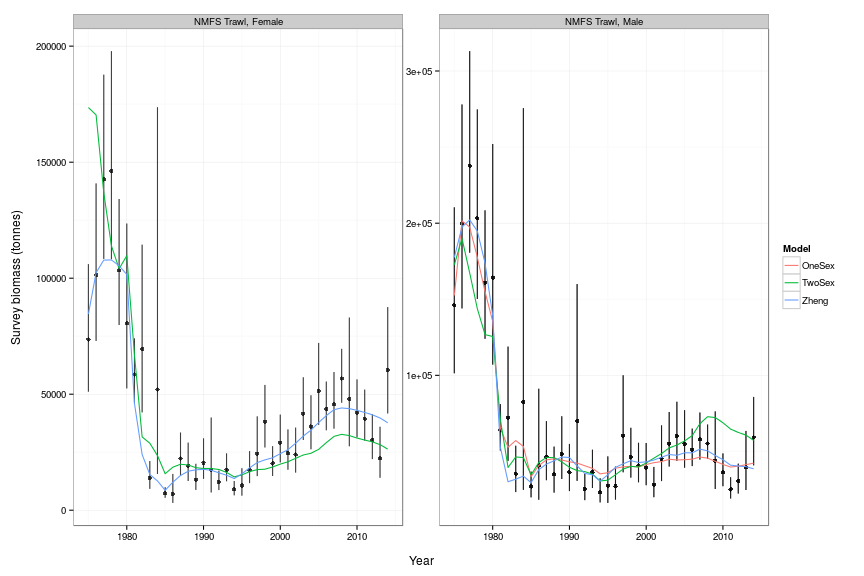 NMFS Trawl, Female
NMFS Trawl, Male
Survey biomass (tonnes)
200000
150000
100000
50000
0
3e+05
2e+05
1e+05
1980
1990
2000
2010
1980
1990
2000
2010
Year
Model
OneSex
TwoSex
Zheng